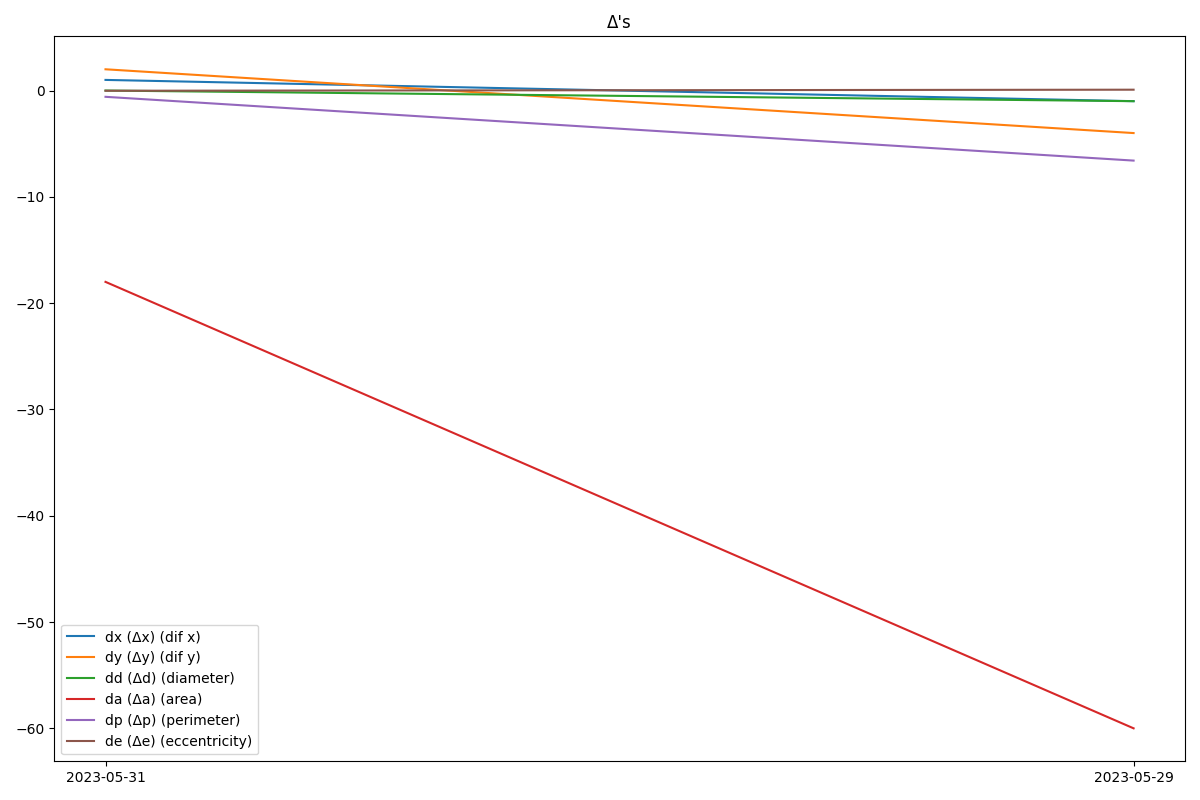 Δ's
0
−10
−20
−30
−40
−50
−60
dx (Δx) (dif x)
dy (Δy) (dif y)
dd (Δd) (diameter)
da (Δa) (area)
dp (Δp) (perimeter)
de (Δe) (eccentricity)
2023-05-31
2023-05-29